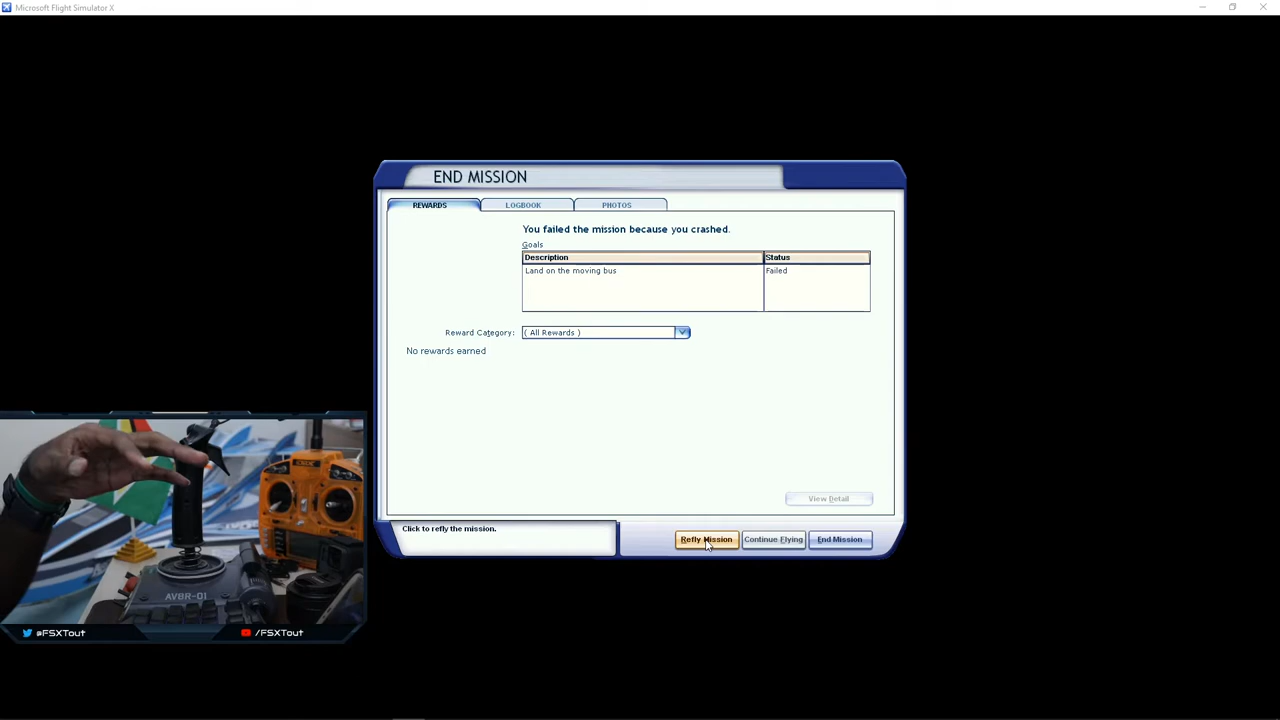 Microsoft Flight Simulator X
END MISSION
REWARDS
LOGBOOK
PHOTOS
You failed the mission because you crashed.
Goals
Description
Status
Land on the moving bus
Failed
Reward Category:
( All Rewards )
No rewards earned
View Detail
Click to refly the mission.
Refly Mission
Continue Flying
End Mission
AV8R-01
@FSXTout
/FSXTout